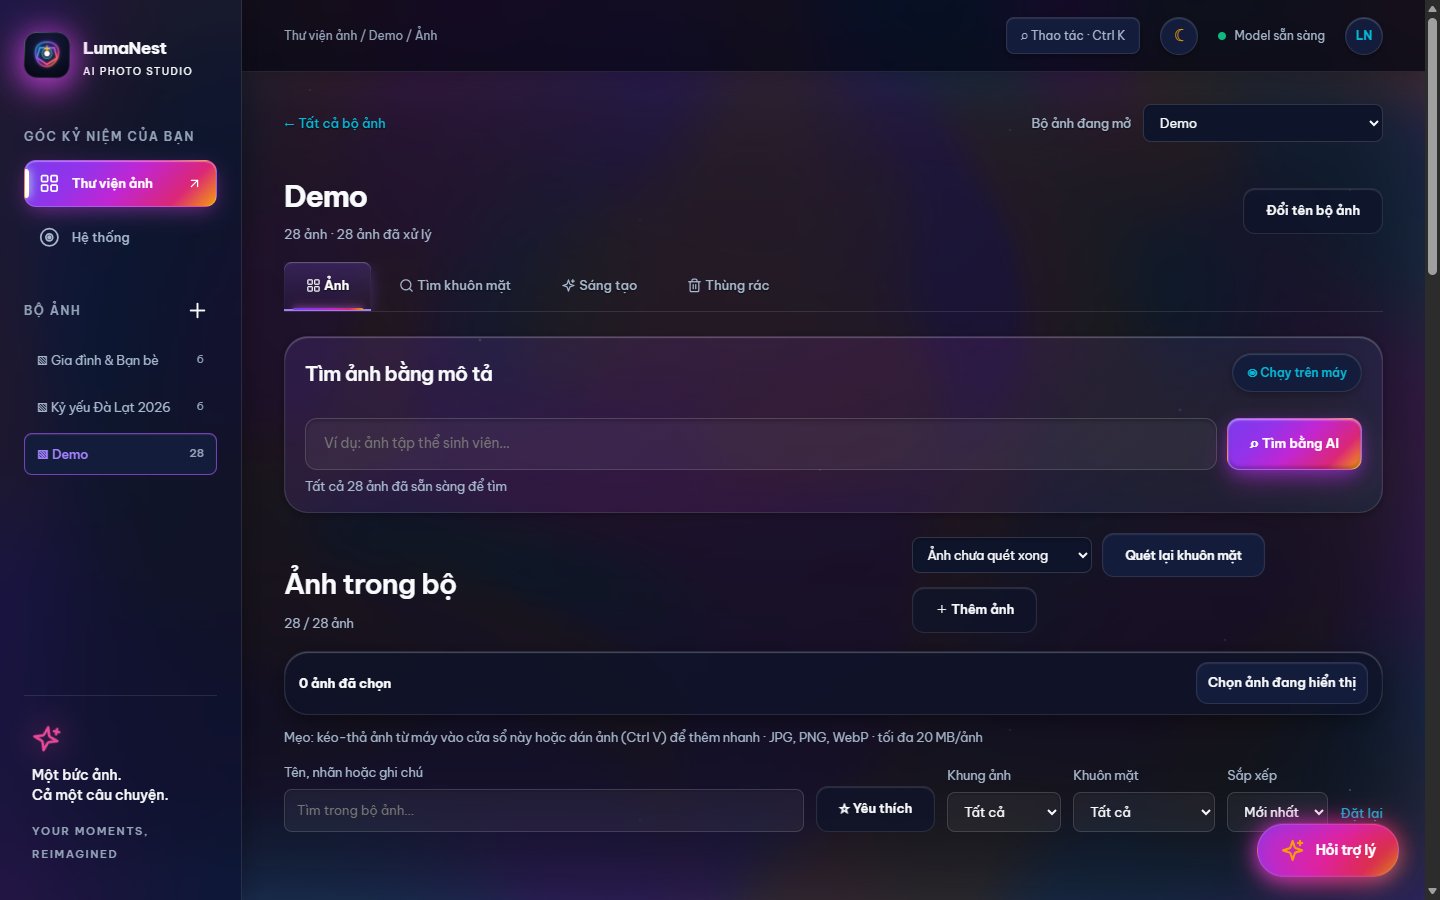 LumaNest
AI PHOTO STUDIO
GÓC KỶ NIỆM CỦA BẠN
Thư viện ảnh
Hệ thống
BỘ ẢNH
Gia đình & Bạn bè 6
Kỷ yếu Đà Lạt 2026 6
Demo 28
Một bức ảnh.
Cả một câu chuyện.
YOUR MOMENTS,
REIMAGINED
Thư viện ảnh / Demo / Ảnh
Thao tác · Ctrl K
Model sẵn sàng
LN
← Tất cả bộ ảnh
Bộ ảnh đang mở
Demo
Demo
28 ảnh · 28 ảnh đã xử lý
Đổi tên bộ ảnh
Ảnh
Tìm khuôn mặt
Sáng tạo
Thùng rác
Tìm ảnh bằng mô tả
Chạy trên máy
Ví dụ: ảnh tập thể sinh viên...
Tìm bằng AI
Tất cả 28 ảnh đã sẵn sàng để tìm
Ảnh trong bộ
28 / 28 ảnh
Ảnh chưa quét xong
Quét lại khuôn mặt
+ Thêm ảnh
0 ảnh đã chọn
Chọn ảnh đang hiển thị
Mẹo: kéo-thả ảnh từ máy vào cửa sổ này hoặc dán ảnh (Ctrl V) để thêm nhanh · JPG, PNG, WebP · tối đa 20 MB/ảnh
Tên, nhãn hoặc ghi chú
Tìm trong bộ ảnh...
★ Yêu thích
Khung ảnh
Tất cả
Khuôn mặt
Tất cả
Sắp xếp
Mới nhất
Đặt lại
Hỏi trợ lý